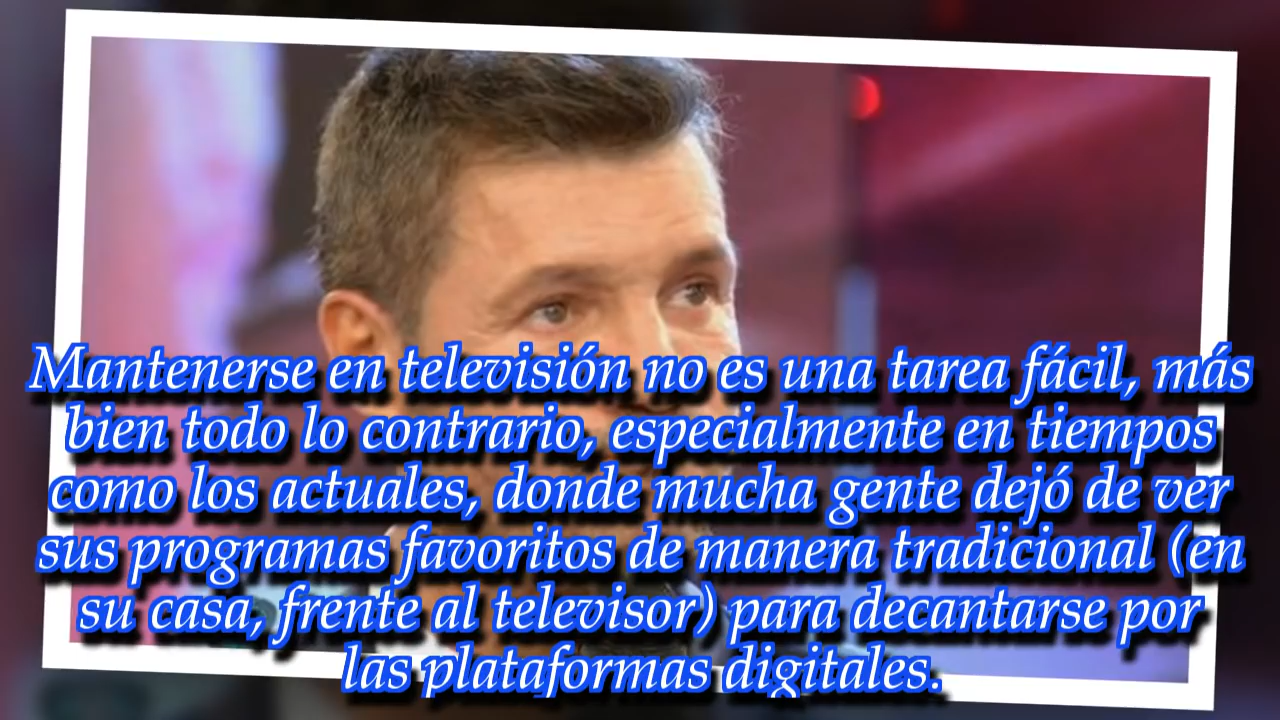 Mantenerse en televisión no es una tarea fácil, más
bien todo lo contrario, especialmente en tiempos
como los actuales, donde mucha gente dejó de ver
sus programas favoritos de manera tradicional (en
su casa, frente al televisor) para decantarse por
las plataformas digitales.